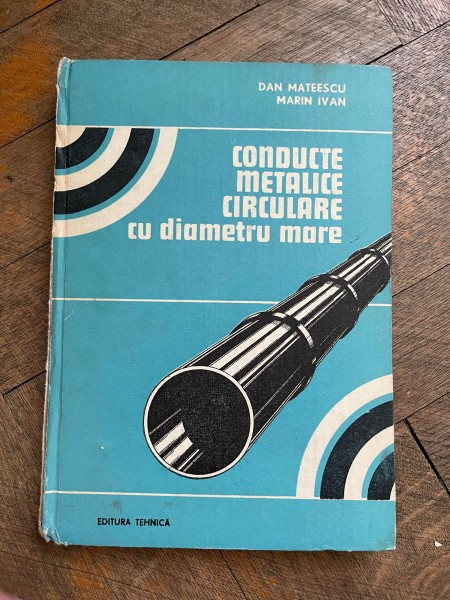 DAN MATEESCU
MARIN IVAN
CONDUCTE
METALICE
CIRCULARE
cu diametru mare
EDITURA TEHNICĂ